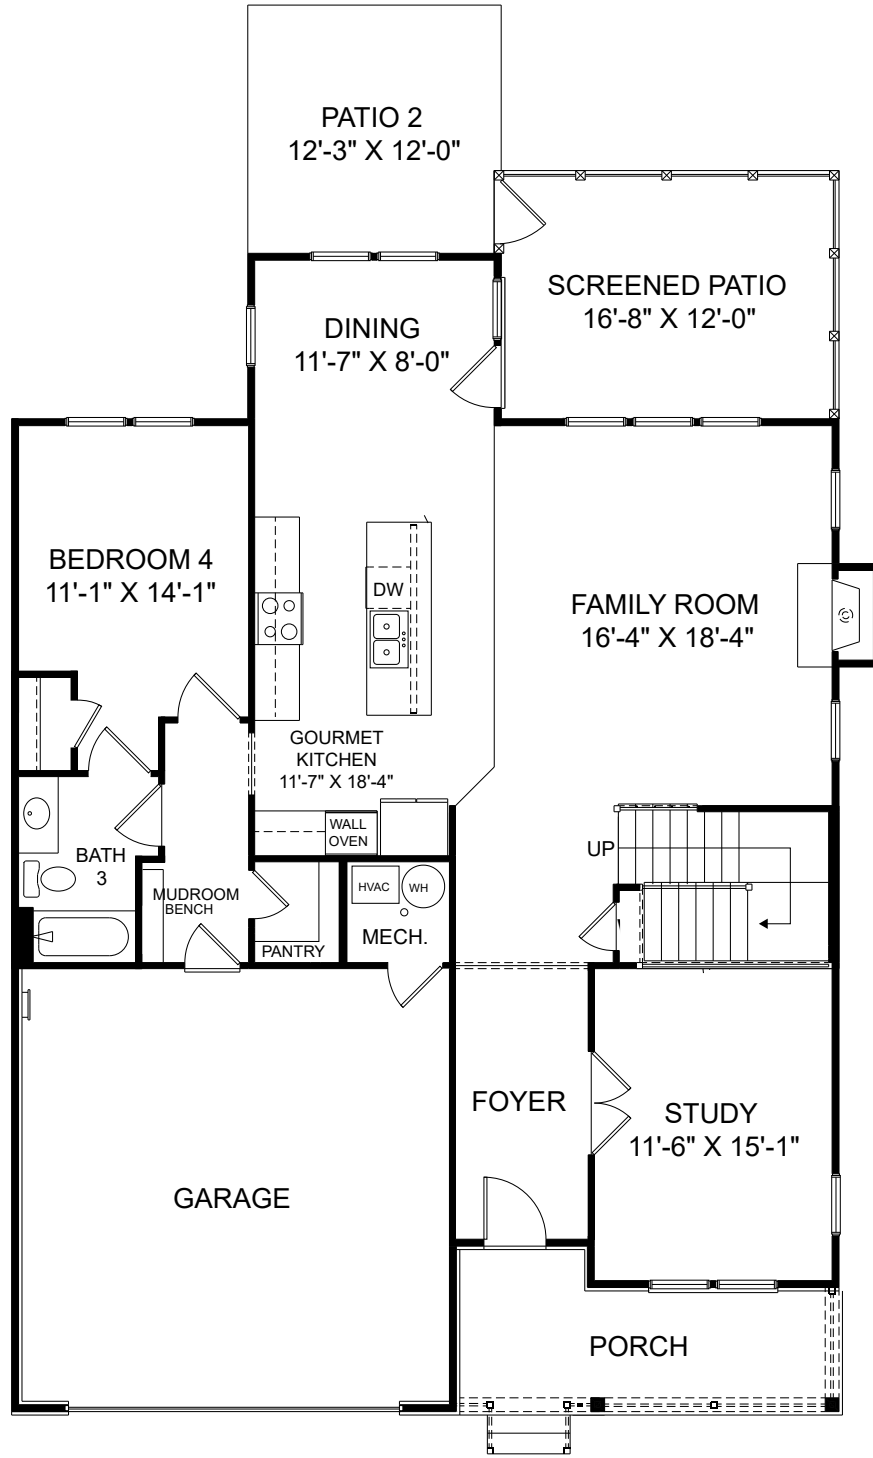 PATIO 2
12'-3" X 12'-0"
SCREENED PATIO
16'-8" X 12'-0"
DINING
11'-7" X 8'-0"
BEDROOM 4
11'-1" X 14'-1"
DW
FAMILY ROOM
16'-4" X 18'-4"
GOURMET
KITCHEN
11'-7" X 18'-4"
WALL
OVEN
UP
BATH
3
HVAC
WH
MUDROOM
BENCH
MECH.
PANTRY
FOYER
STUDY
11'-6" X 15'-1"
GARAGE
PORCH